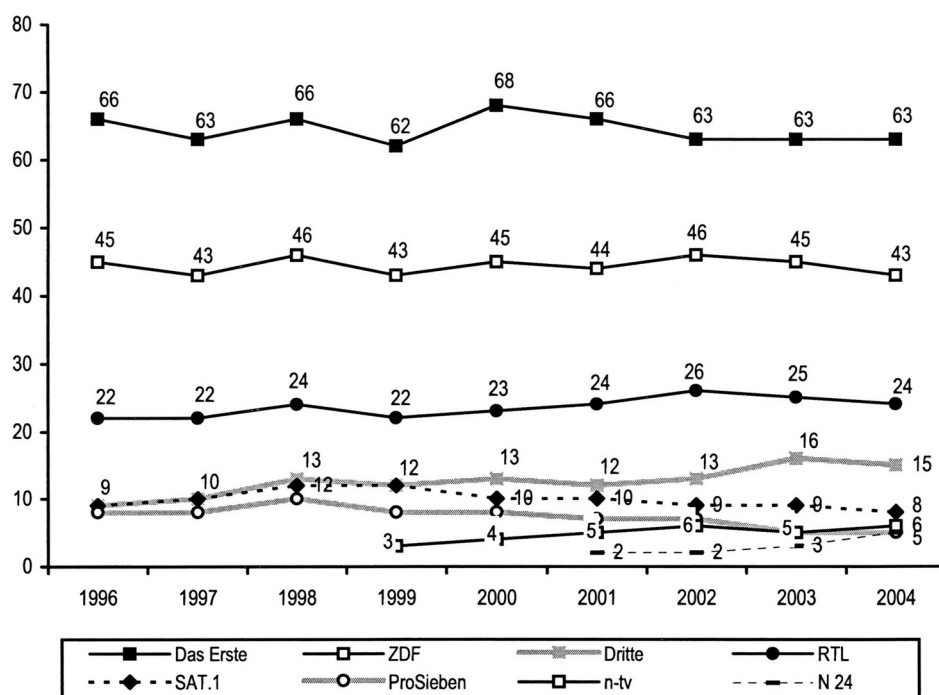 80
70
60
50
40
30
20
10
0
66 63 66 62 68 66 63 63 63
45 43 46 43 45 44 46 45 43
22 22 24 22 23 24 26 25 24
9 10 13 12 13 12 13 16 15
12 10 10 9 9 8
3 4 5 6 5 6
2 2 3 5
1996 1997 1998 1999 2000 2001 2002 2003 2004
Das Erste ZDF Dritte RTL
SAT.1 ProSieben n-tv N 24